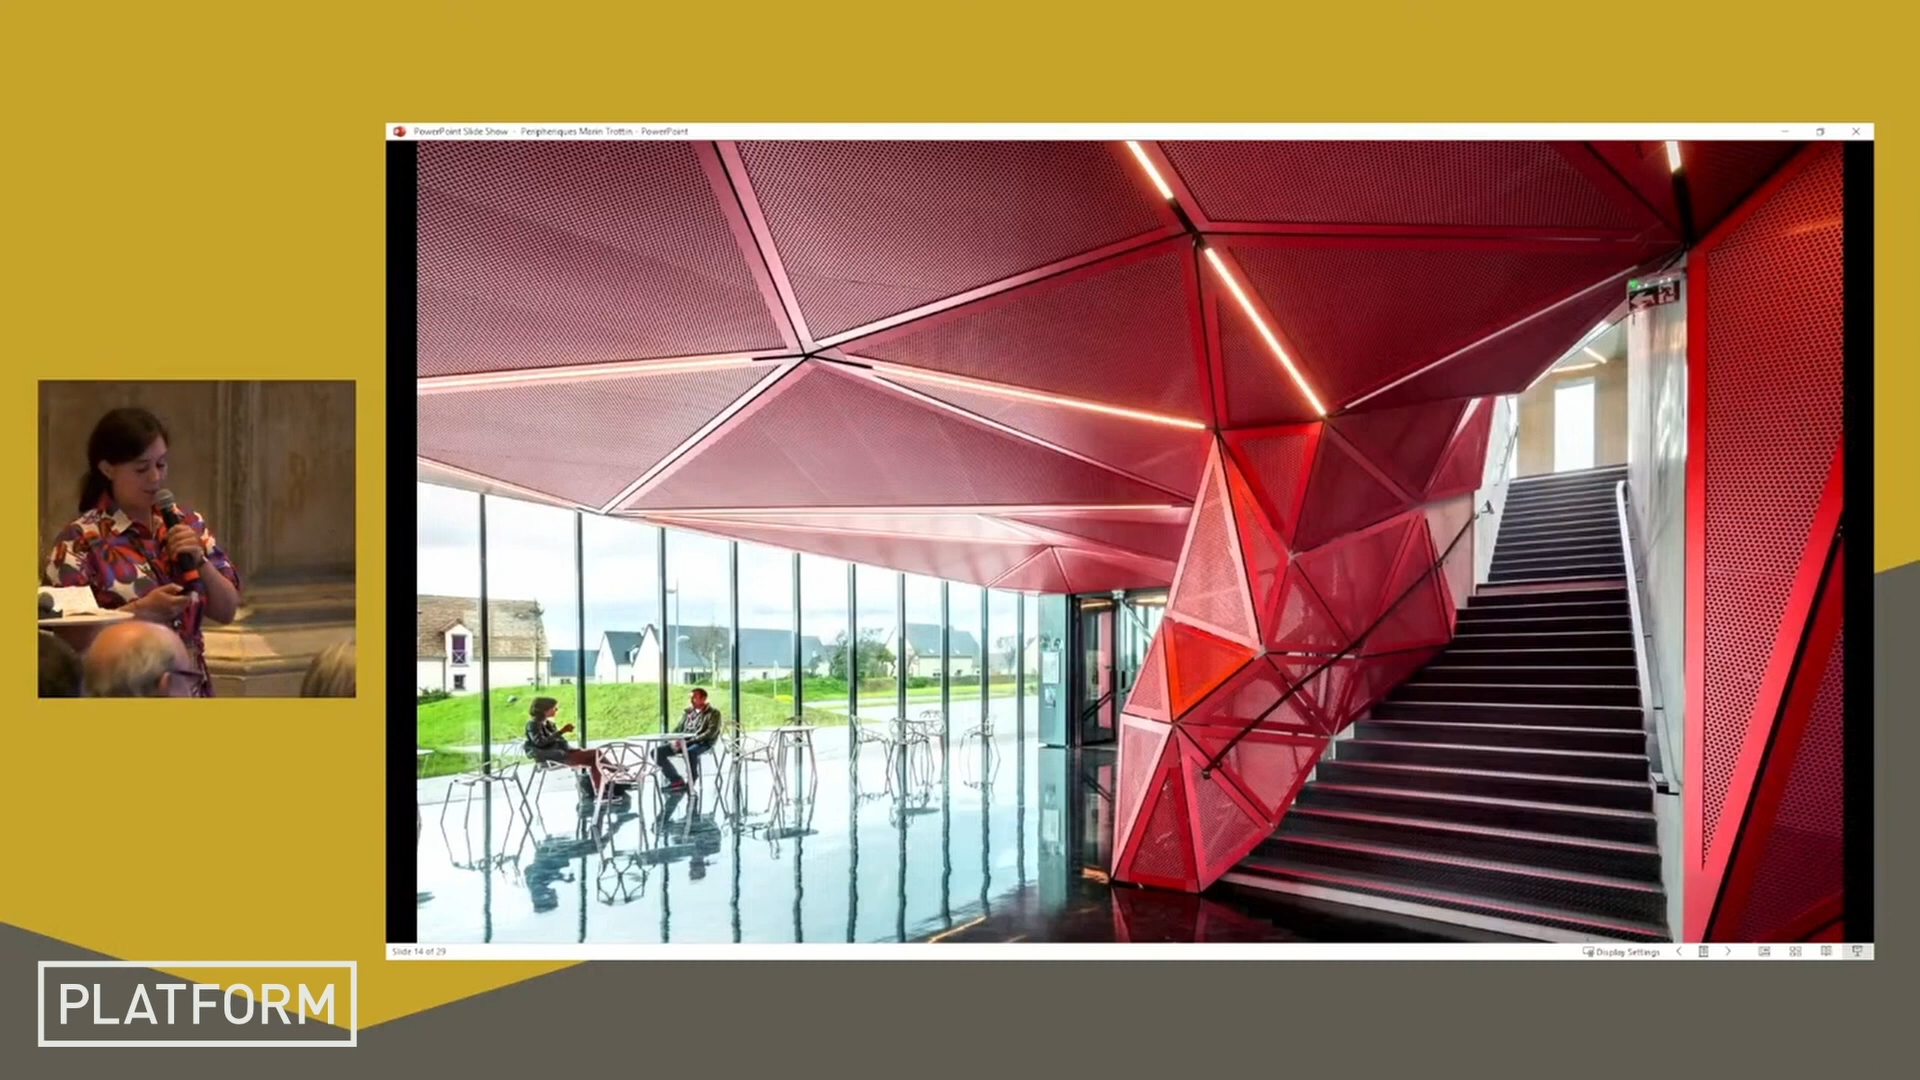 PowerPoint Slide Show - Peripheriques Marin Trottin - PowerPoint
Slide 14 of 29
Display Settings
PLATFORM